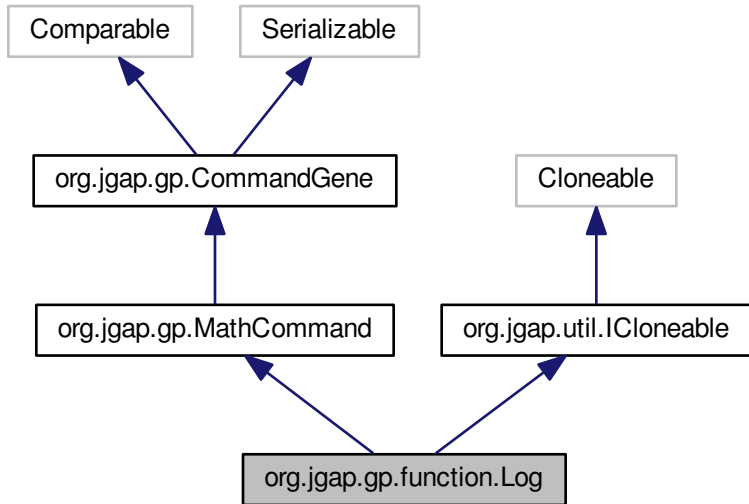 Comparable
Serializable
org.jgap.gp.CommandGene
Cloneable
org.jgap.gp.MathCommand
org.jgap.util.ICloneable
org.jgap.gp.function.Log